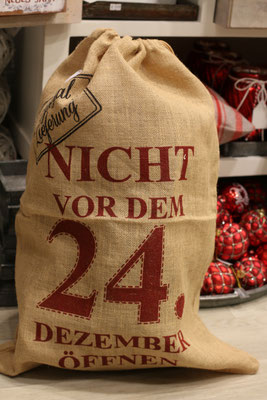 Lieferung
NICHT
VOR DEM
24.
DEZEMBER
ÖFFNEN